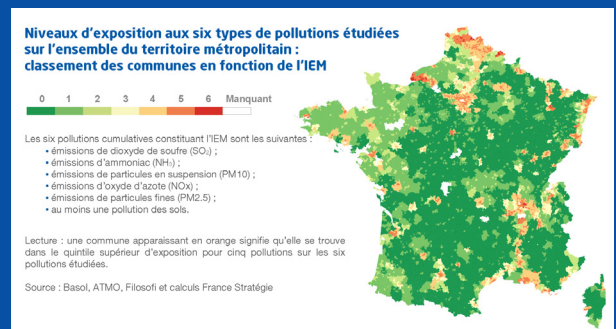 Niveaux d'exposition aux six types de pollutions étudiées
sur l'ensemble du territoire métropolitain :
classement des communes en fonction de l'IEM
0 1 2 3 4 5 6 Manquant
Les six pollutions cumulatives constituant l'IEM sont les suivantes :
• émissions de dioxyde de soufre (SO₂) ;
• émissions d'ammoniac (NH₃) ;
• émissions de particules en suspension (PM10) ;
• émissions d'oxyde d'azote (NOx) ;
• émissions de particules fines (PM2.5) ;
• au moins une pollution des sols.
Lecture : une commune apparaissant en orange signifie qu'elle se trouve
dans le quintile supérieur d'exposition pour cinq pollutions sur les six
pollutions étudiées.
Source : Basol, ATMO, Filosofi et calculs France Stratégie